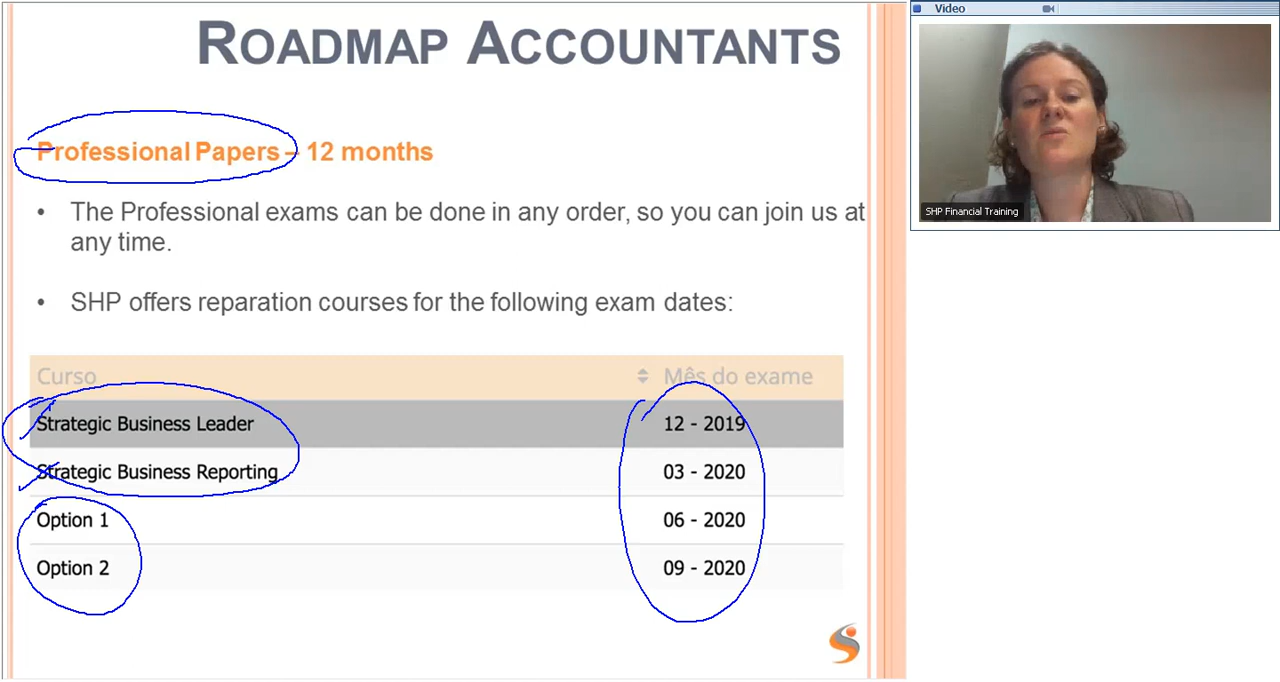 ROADMAP ACCOUNTANTS
Professional Papers – 12 months
• The Professional exams can be done in any order, so you can join us at
any time.
• SHP offers reparation courses for the following exam dates:
Curso Mês do exame
Strategic Business Leader 12 - 2019
Strategic Business Reporting 03 - 2020
Option 1 06 - 2020
Option 2 09 - 2020
Video
SHP Financial Training